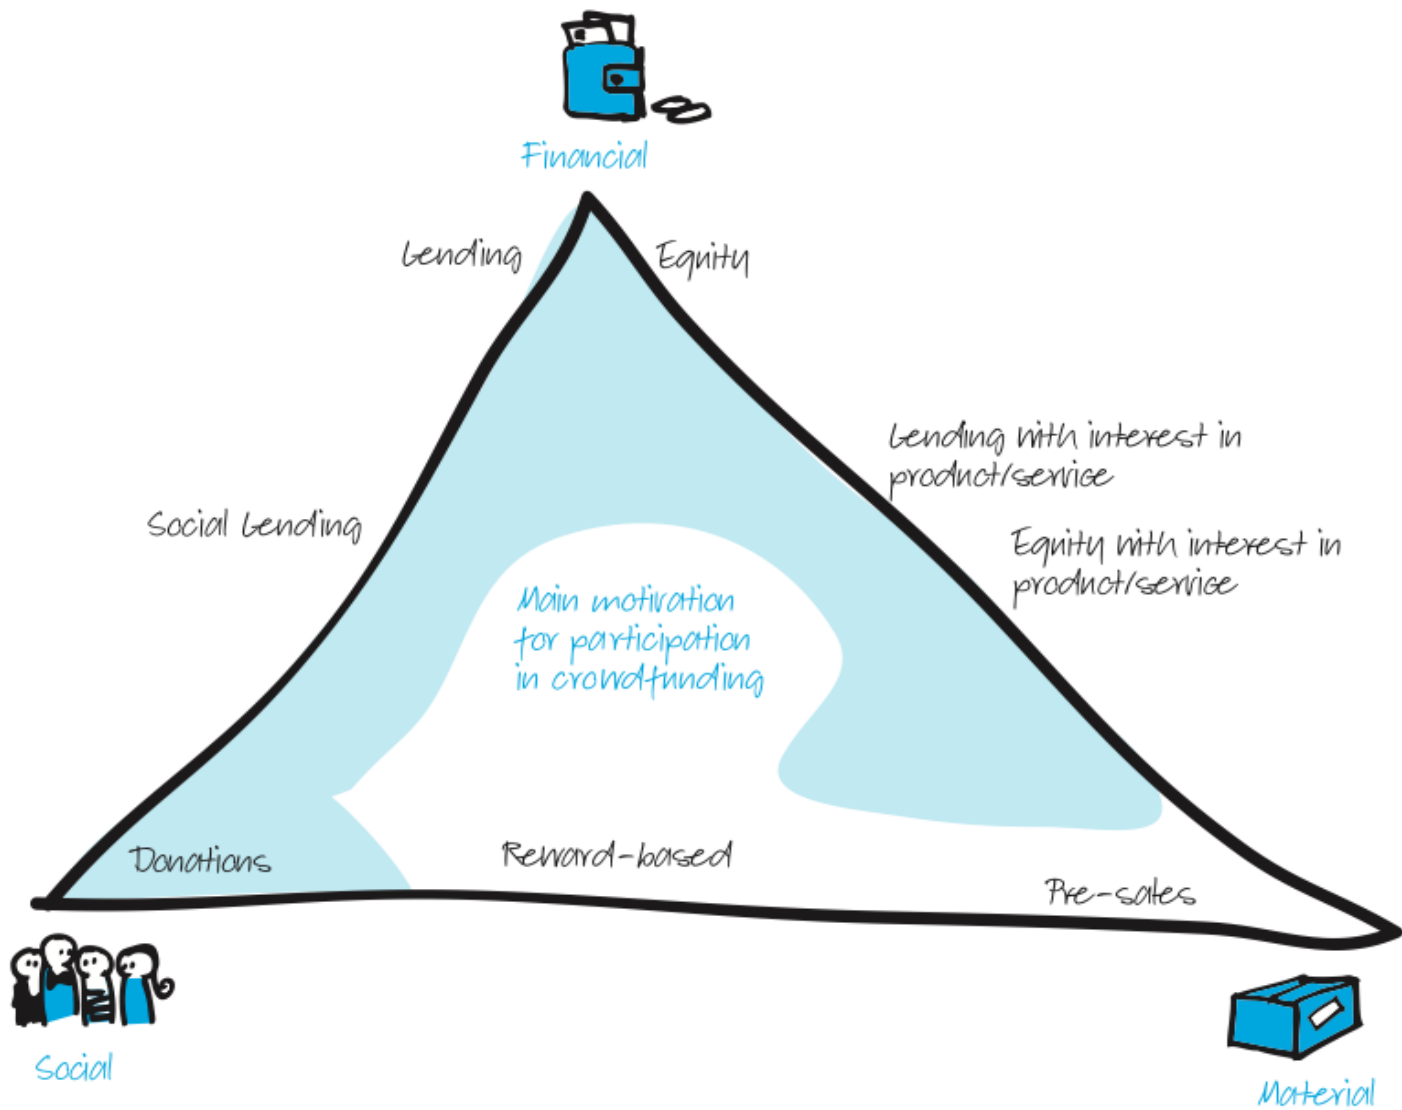 Financial
Lending
Equity
Lending with interest in
product/service
Social Lending
Equity with interest in
product/service
Main motivation
for participation
in crowdfunding
Donations
Reward-based
Pre-sales
Social
Material